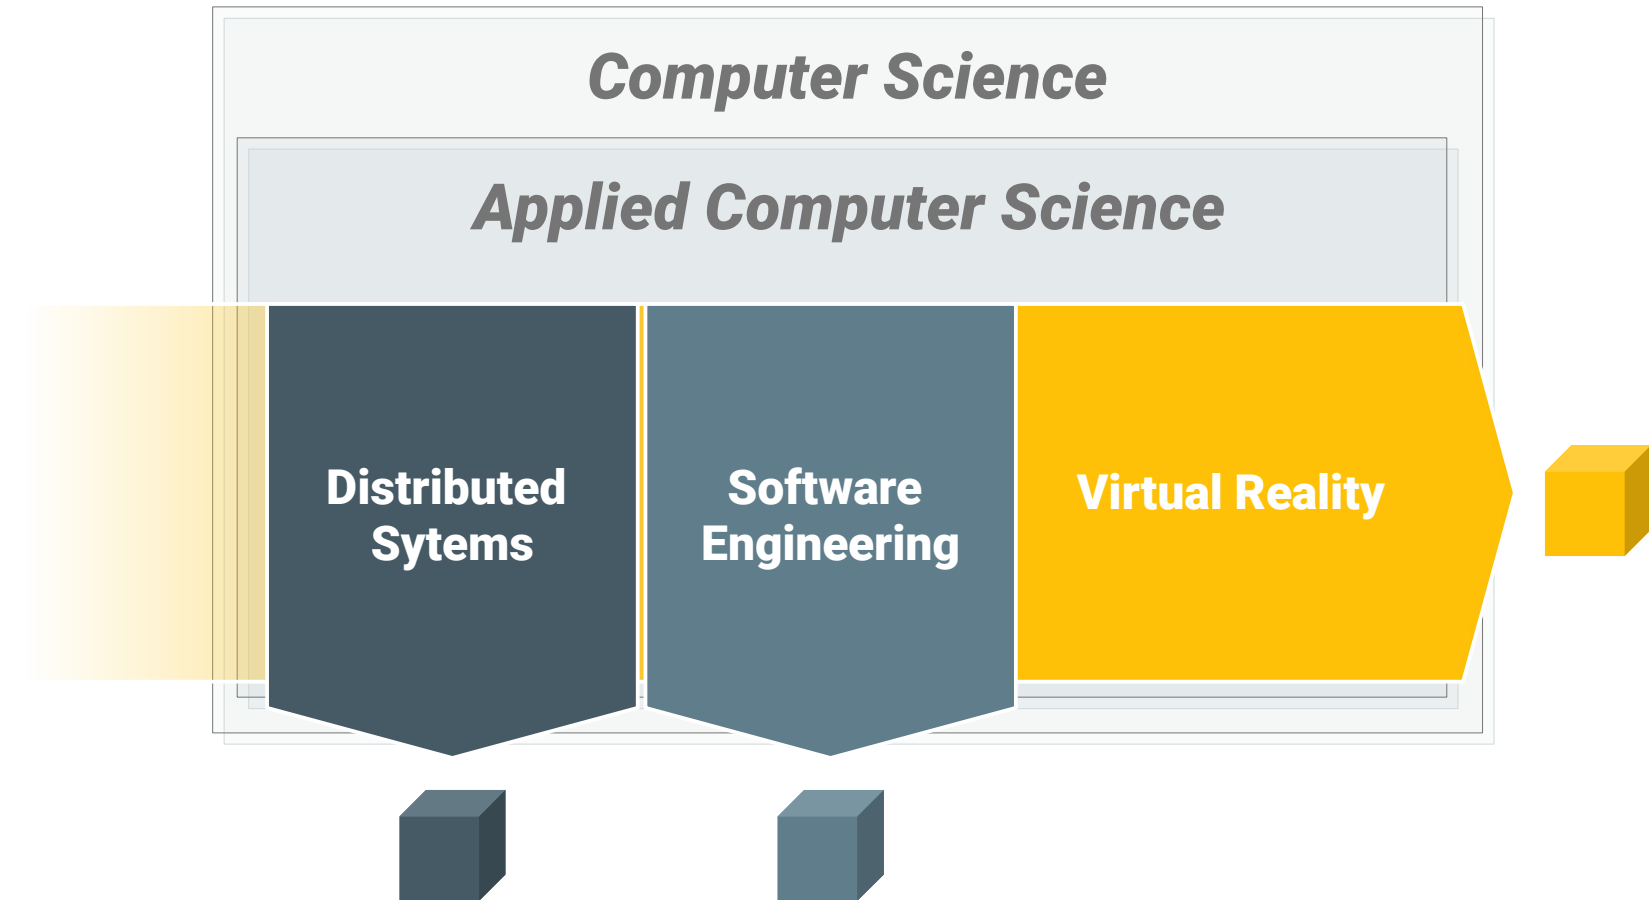 Computer Science
Applied Computer Science
Distributed
Sytems
Software
Engineering
Virtual Reality